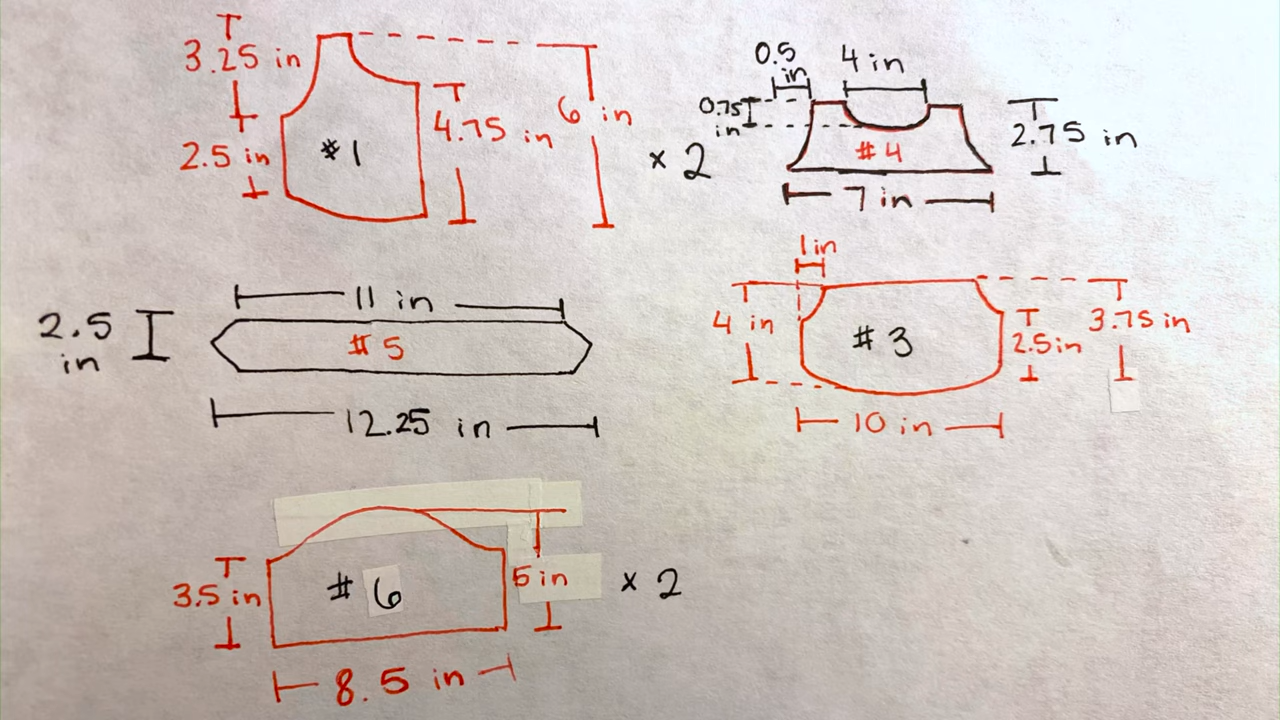 3.25 in
2.5 in
#1
4.75 in
6 in
x 2
0.5
in
4 in
0.75
in
#4
2.75 in
7 in
11 in
2.5
in
#5
12.25 in
1 in
4 in
#3
2.5 in
3.75 in
10 in
3.5 in
#6
5 in
x 2
8.5 in